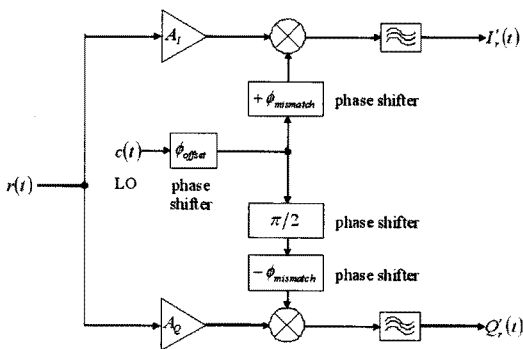 A_I
I'_r(t)
+ϕ_mismatch phase shifter
c(t) ϕ_offset
r(t) LO phase
shifter
π/2 phase shifter
−ϕ_mismatch phase shifter
A_Q
Q'_r(t)